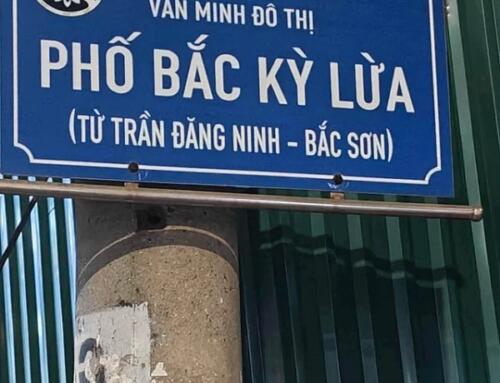 VĂN MINH ĐÔ THỊ
PHỐ BẮC KỲ LỪA
(TỪ TRẦN ĐĂNG NINH - BẮC SƠN)